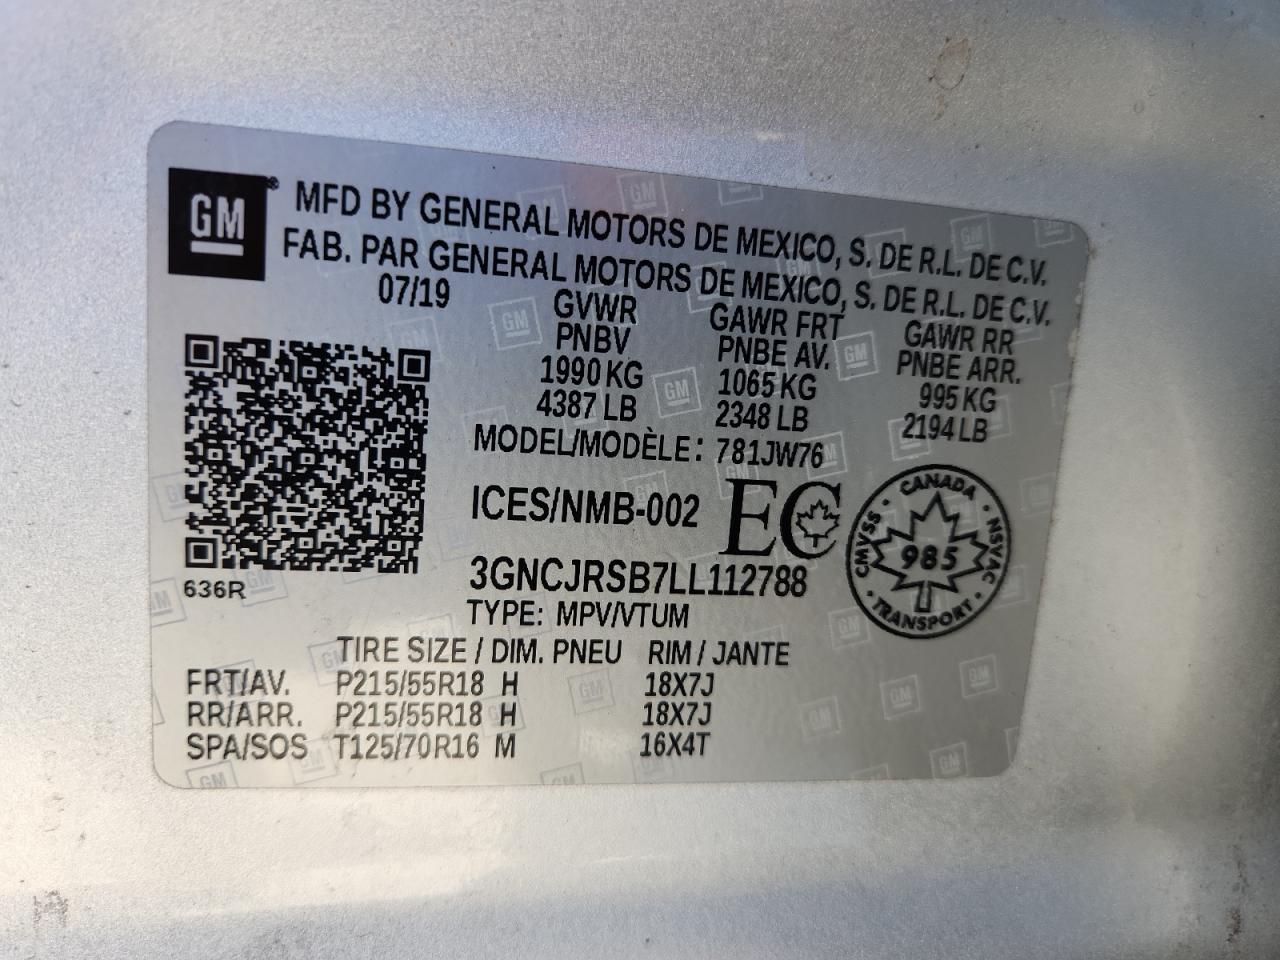 GM® MFD BY GENERAL MOTORS DE MEXICO, S. DE R.L. DE C.V.
FAB. PAR GENERAL MOTORS DE MEXICO, S. DE R.L. DE C.V.
07/19 GVWR GAWR FRT GAWR RR
PNBV PNBE AV. PNBE ARR.
1990 KG 1065 KG 995 KG
4387 LB 2348 LB 2194 LB
MODEL/MODÈLE: 781JW76
ICES/NMB-002 EC
CANADA
CMVSS 985 NSVAC
TRANSPORT
3GNCJRSB7LL112788
636R
TYPE: MPV/VTUM
TIRE SIZE / DIM. PNEU RIM / JANTE
FRT/AV. P215/55R18 H 18X7J
RR/ARR. P215/55R18 H 18X7J
SPA/SOS T125/70R16 M 16X4T